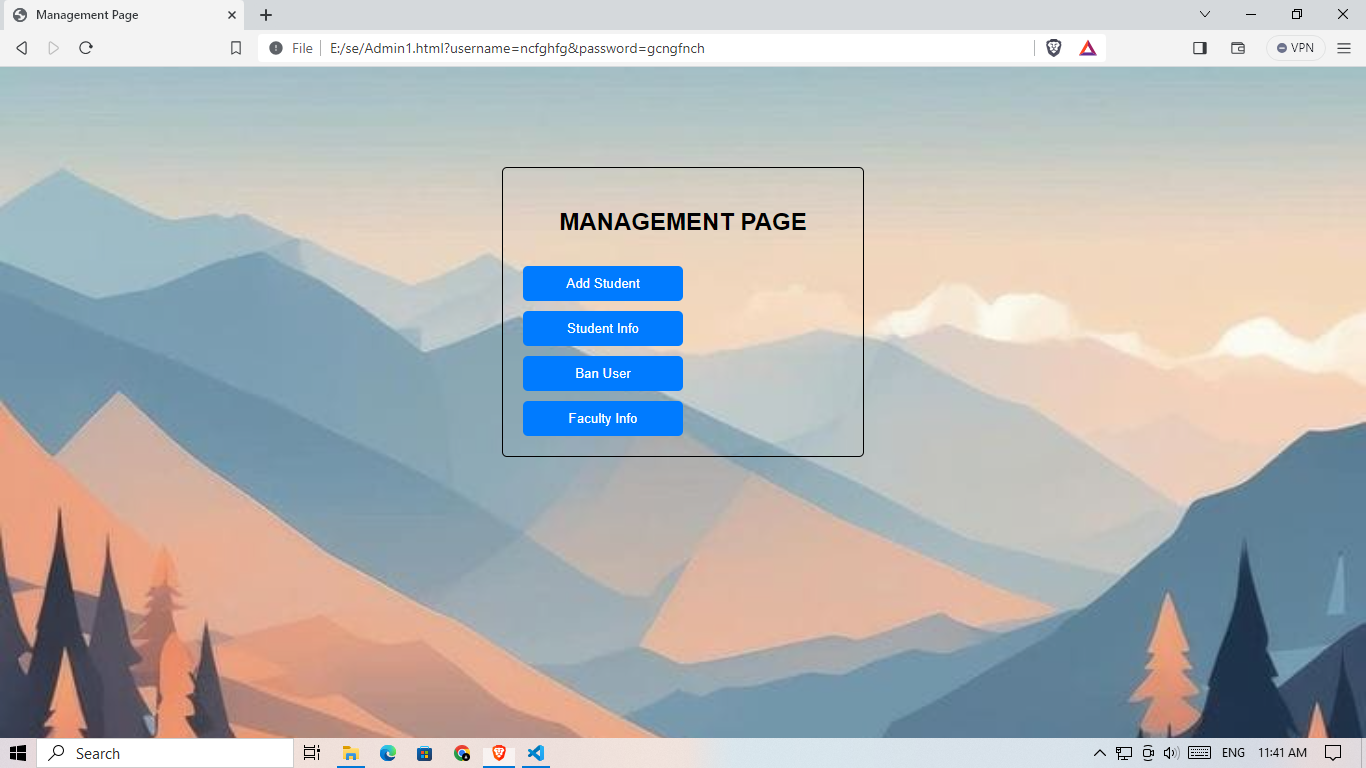 Management Page
File
E:/se/Admin1.html?username=ncfghfg&password=gcngfnch
VPN
MANAGEMENT PAGE
Add Student
Student Info
Ban User
Faculty Info
Search
ENG
11:41 AM